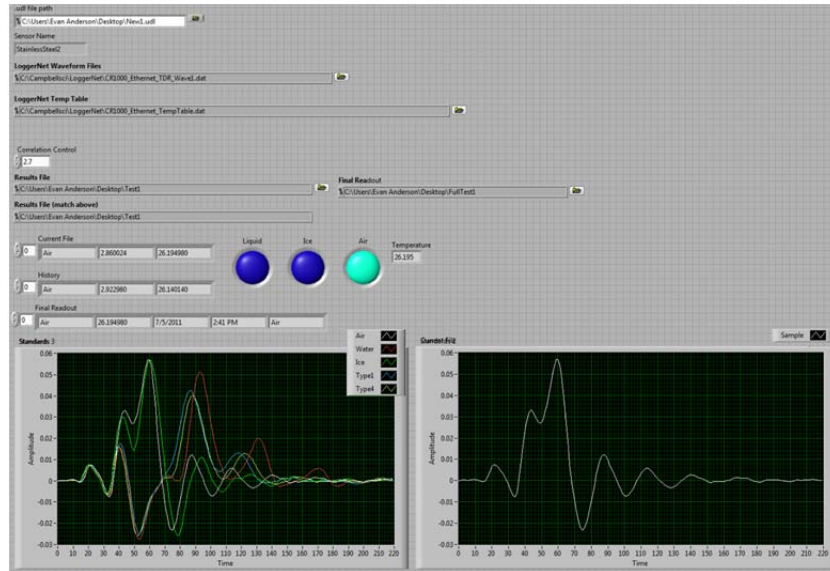 .udl file path
C:\Users\Evan Anderson\Desktop\New1.udl
Sensor Name
StainlessSteel2
LoggerNet Waveform Files
C:\Campbellsci\LoggerNet\CR1000_Ethernet_TDR_Wave1.dat
LoggerNet Temp Table
C:\Campbellsci\LoggerNet\CR1000_Ethernet_TempTable.dat
Correlation Control
2.7
Results File
C:\Users\Evan Anderson\Desktop\Test1
Final Readout
C:\Users\Evan Anderson\Desktop\FullTest1
Results File (match above)
C:\Users\Evan Anderson\Desktop\Test1
Current File
0 Air 2.860024 26.194980
Liquid Ice Air Temperature
26.195
History
0 Air 2.922980 26.140140
Final Readout
0 Air 26.194980 7/5/2011 2:41 PM Air
Standards 3
Air
Water
Ice
Type1
Type4
Sample
0.06
0.05
0.04
0.03
0.02
0.01
0
-0.01
-0.02
-0.03
Amplitude
0 10 20 30 40 50 60 70 80 90 100 110 120 130 140 150 160 170 180 190 200 210 220
Time
0.06
0.05
0.04
0.03
0.02
0.01
0
-0.01
-0.02
-0.03
Amplitude
0 10 20 30 40 50 60 70 80 90 100 110 120 130 140 150 160 170 180 190 200 210 220
Time